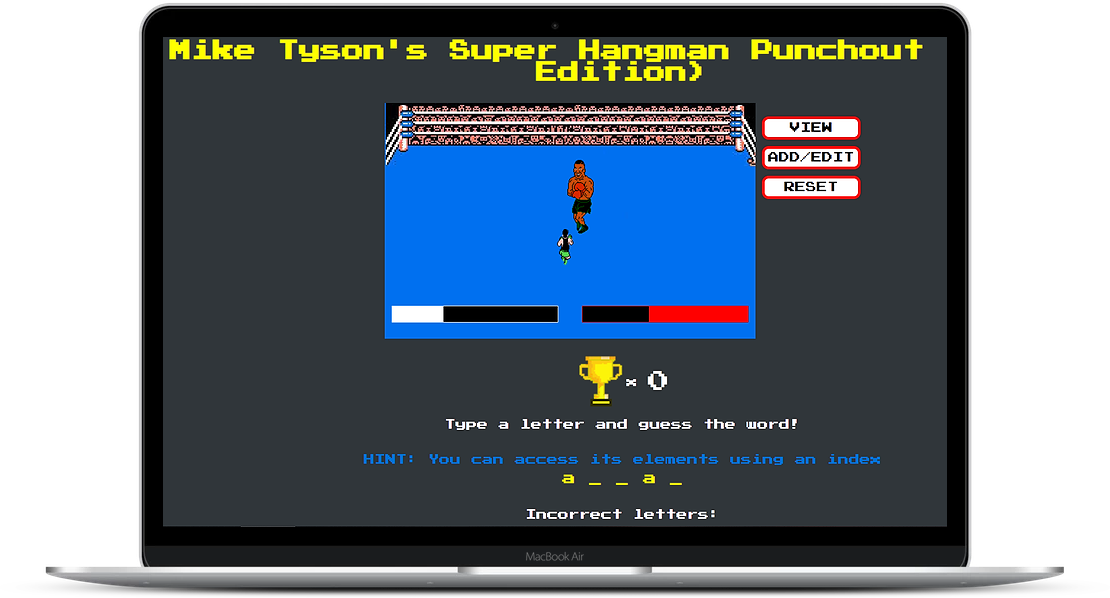 Mike Tyson's Super Hangman Punchout
Edition)
VIEW
ADD/EDIT
RESET
× 0
Type a letter and guess the word!
HINT: You can access its elements using an index
a _ _ a _
Incorrect letters:
MacBook Air